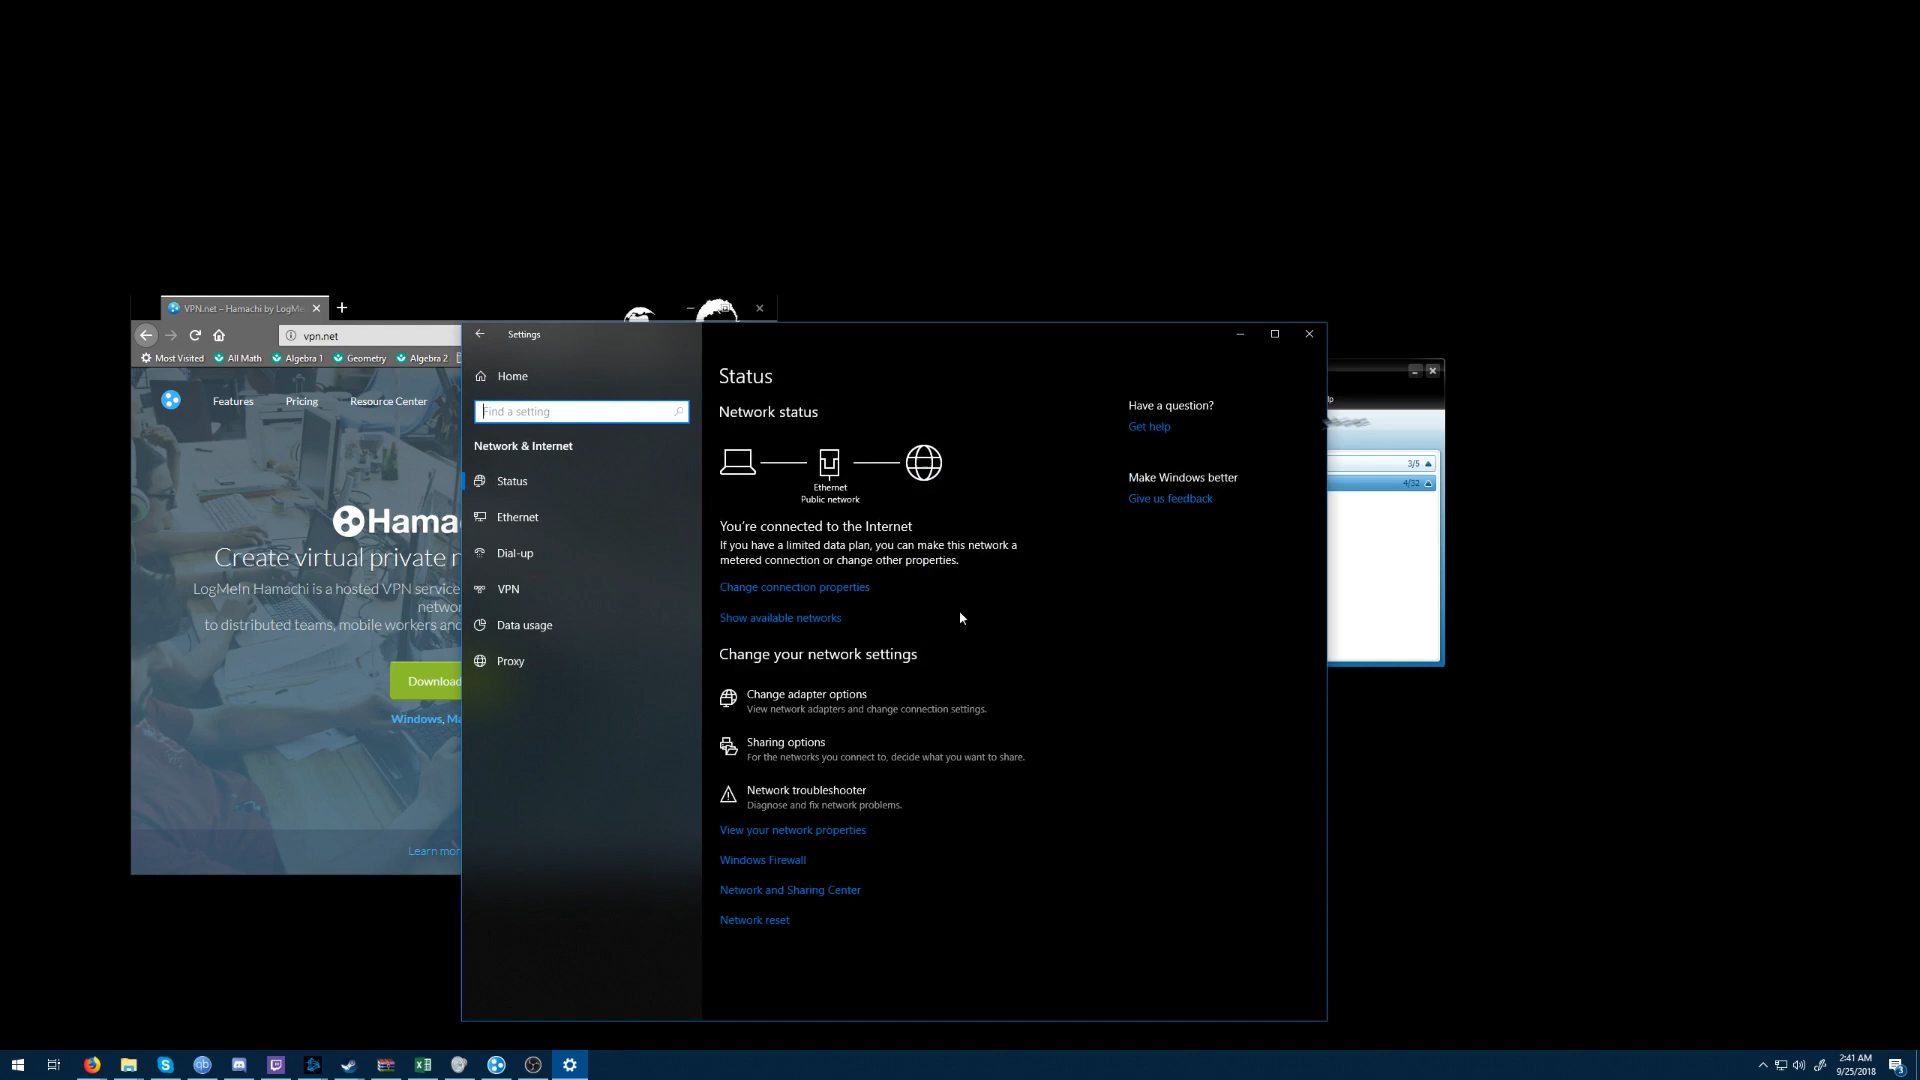 VPN.net – Hamachi by LogMe
vpn.net
Most Visited All Math Algebra 1 Geometry Algebra 2
Features Pricing Resource Center
Hama
Create virtual private n
LogMeIn Hamachi is a hosted VPN service
networ
to distributed teams, mobile workers and
Download
Windows, Ma
Learn mor
Settings
Home
Find a setting
Network & Internet
Status
Ethernet
Dial-up
VPN
Data usage
Proxy
Status
Network status
Ethernet
Public network
You're connected to the Internet
If you have a limited data plan, you can make this network a
metered connection or change other properties.
Change connection properties
Show available networks
Change your network settings
Change adapter options
View network adapters and change connection settings.
Sharing options
For the networks you connect to, decide what you want to share.
Network troubleshooter
Diagnose and fix network problems.
View your network properties
Windows Firewall
Network and Sharing Center
Network reset
Have a question?
Get help
Make Windows better
Give us feedback
lp
3/5
4/32
qb
2:41 AM
9/25/2018
3